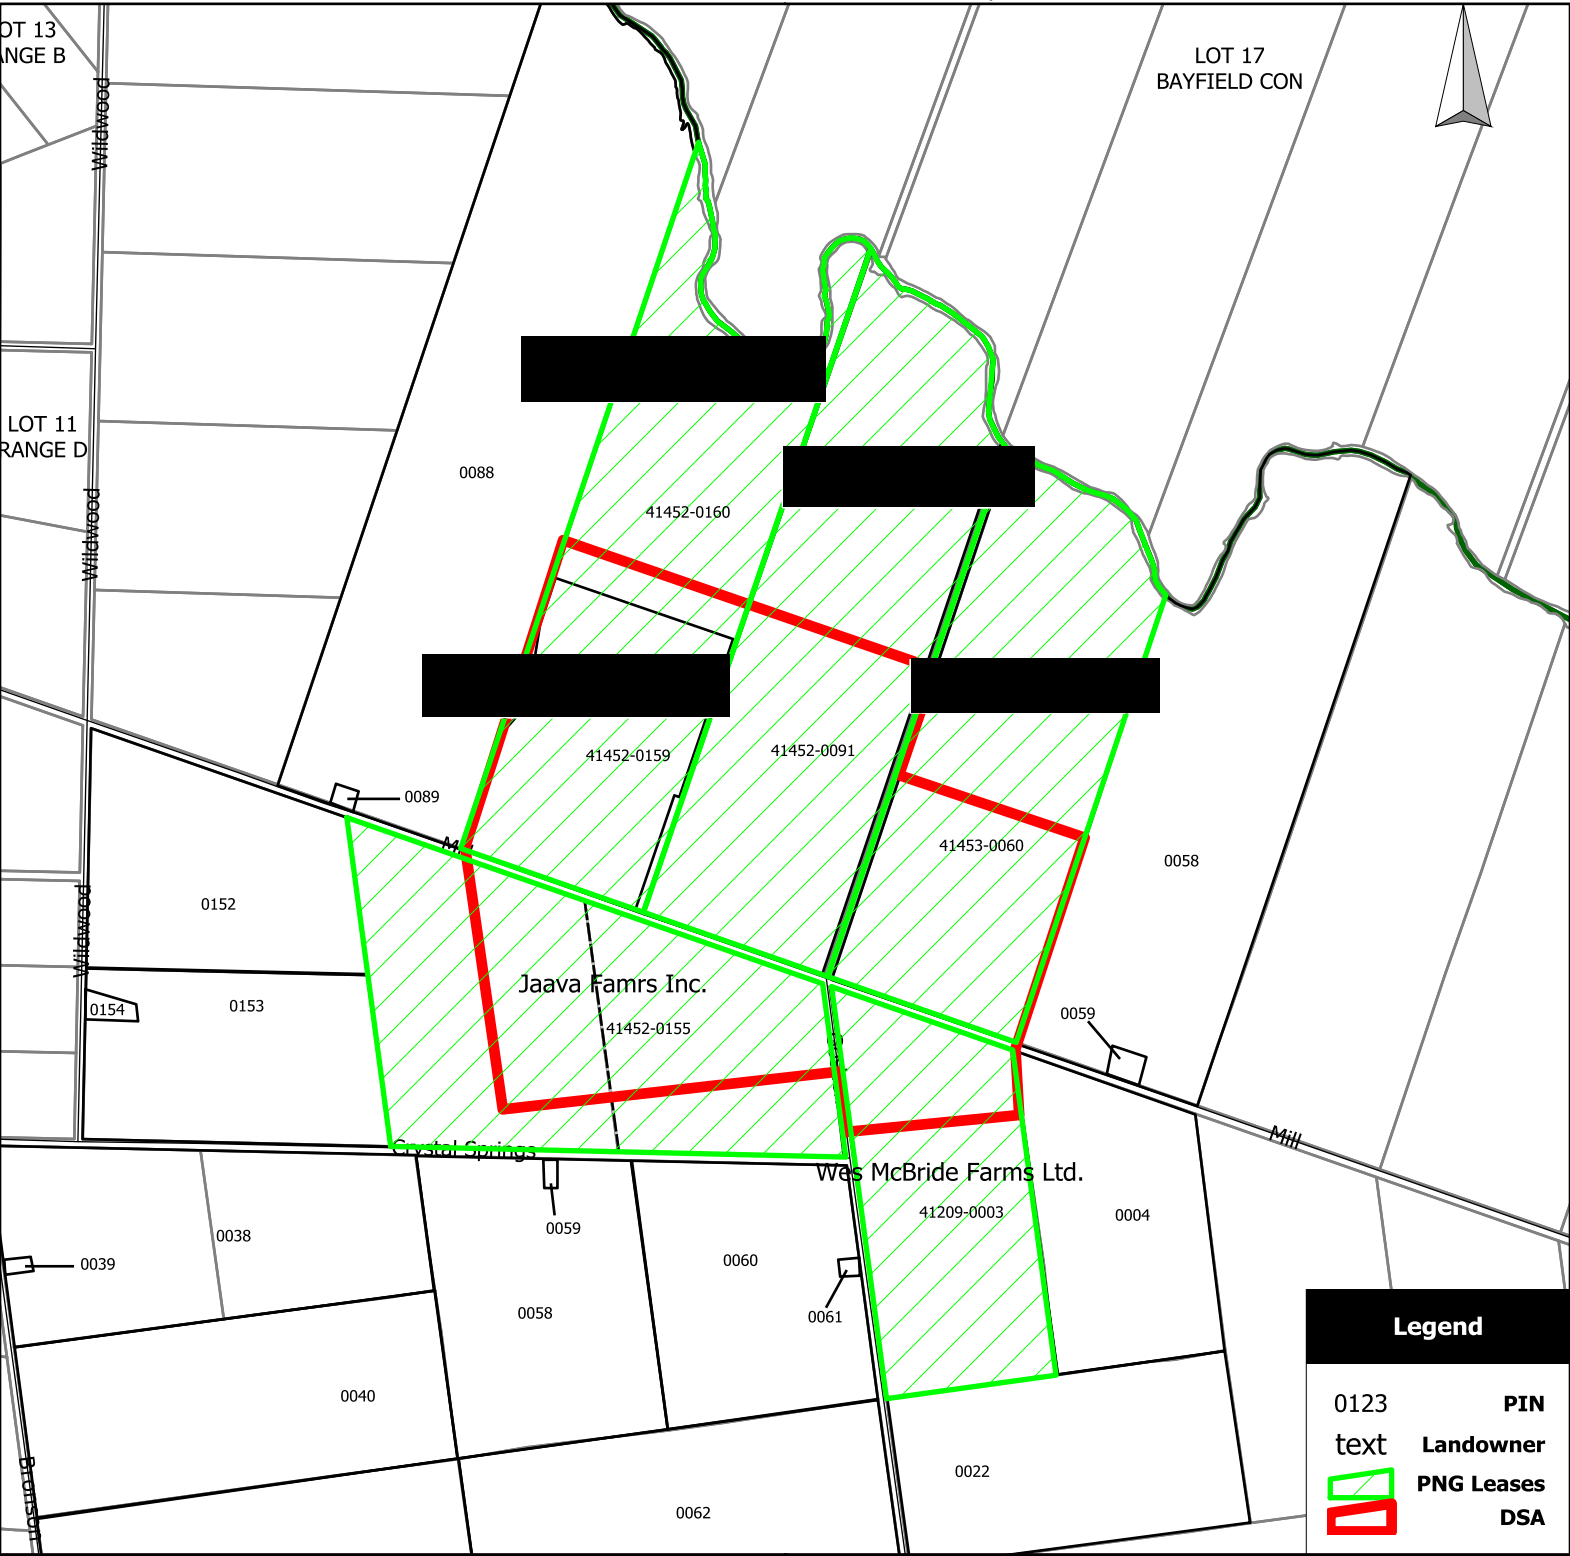 OT 13
ANGE B
LOT 17
BAYFIELD CON
Wildwood
LOT 11
RANGE D
0088
41452-0160
Wildwood
41452-0159
41452-0091
0089
41453-0060
0058
0152
Wildwood
Jaava Famrs Inc.
0153
0154
41452-0155
0059
Mill
Crystal Springs
Wes McBride Farms Ltd.
41209-0003
0004
0038
0059
0039
0060
0058
0061
0040
0022
0062
Bronson
Legend
0123 PIN
text Landowner
PNG Leases
DSA